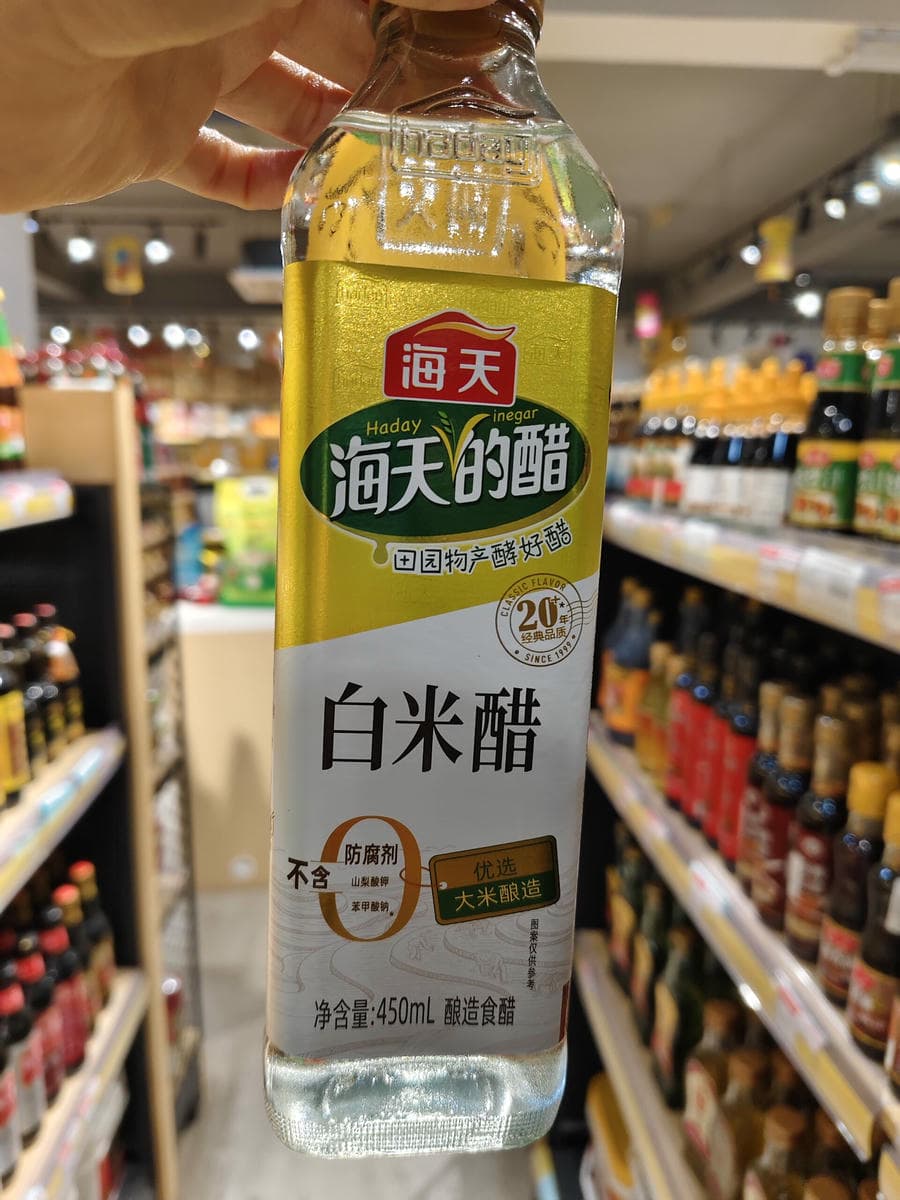 haday
海天
Haday Vinegar
海天的醋
田园物产酵好醋
CLASSIC FLAVOR
20年
经典品质
SINCE 1999
白米醋
不含
0
防腐剂
山梨酸钾
苯甲酸钠
优选
大米酿造
图案仅供参考
净含量:450mL 酿造食醋